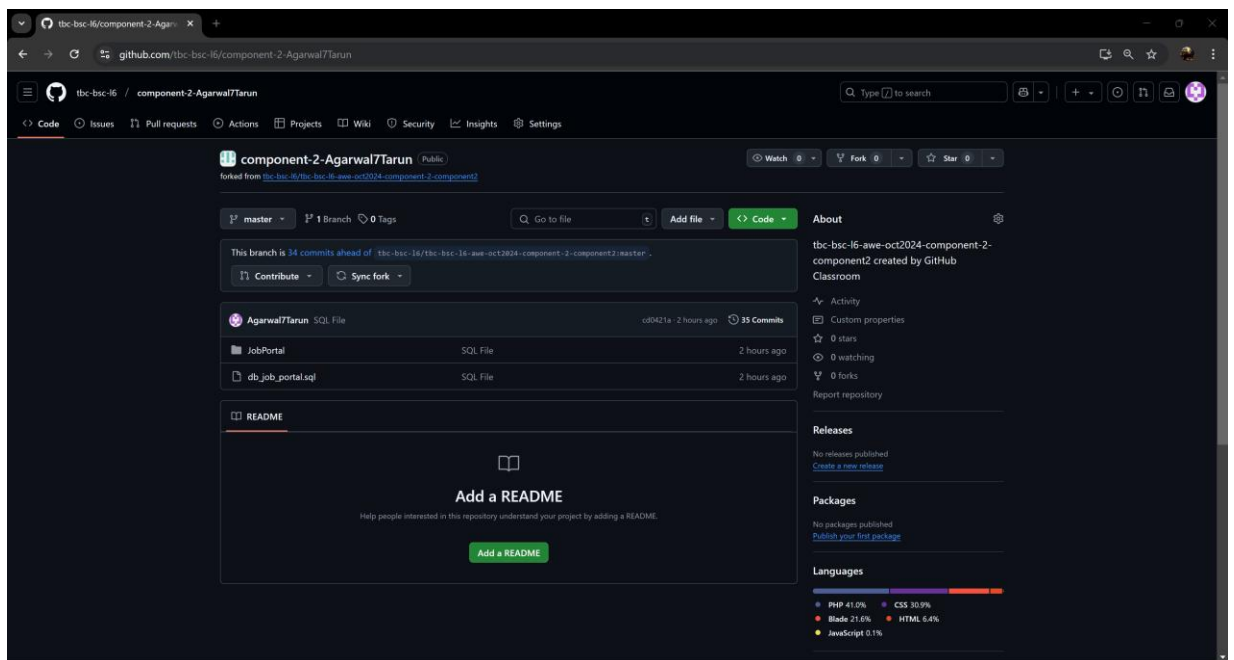 tbc-bsc-l6/component-2-Agarw
github.com/tbc-bsc-l6/component-2-Agarwal7Tarun
tbc-bsc-l6 / component-2-Agarwal7Tarun
Type / to search
Code Issues Pull requests Actions Projects Wiki Security Insights Settings
component-2-Agarwal7Tarun Public
Watch 0 Fork 0 Star 0
forked from tbc-bsc-l6/tbc-bsc-l6-awe-oct2024-component-2-component2
master 1 Branch 0 Tags Go to file t Add file Code
This branch is 34 commits ahead of tbc-bsc-l6/tbc-bsc-l6-awe-oct2024-component-2-component2:master .
Contribute Sync fork
Agarwal7Tarun SQL File cd0421a · 2 hours ago 35 Commits
JobPortal SQL File 2 hours ago
db_job_portal.sql SQL File 2 hours ago
README
Add a README
Help people interested in this repository understand your project by adding a README.
Add a README
About
tbc-bsc-l6-awe-oct2024-component-2-
component2 created by GitHub
Classroom
Activity
Custom properties
0 stars
0 watching
0 forks
Report repository
Releases
No releases published
Create a new release
Packages
No packages published
Publish your first package
Languages
PHP 41.0% CSS 30.9%
Blade 21.6% HTML 6.4%
JavaScript 0.1%